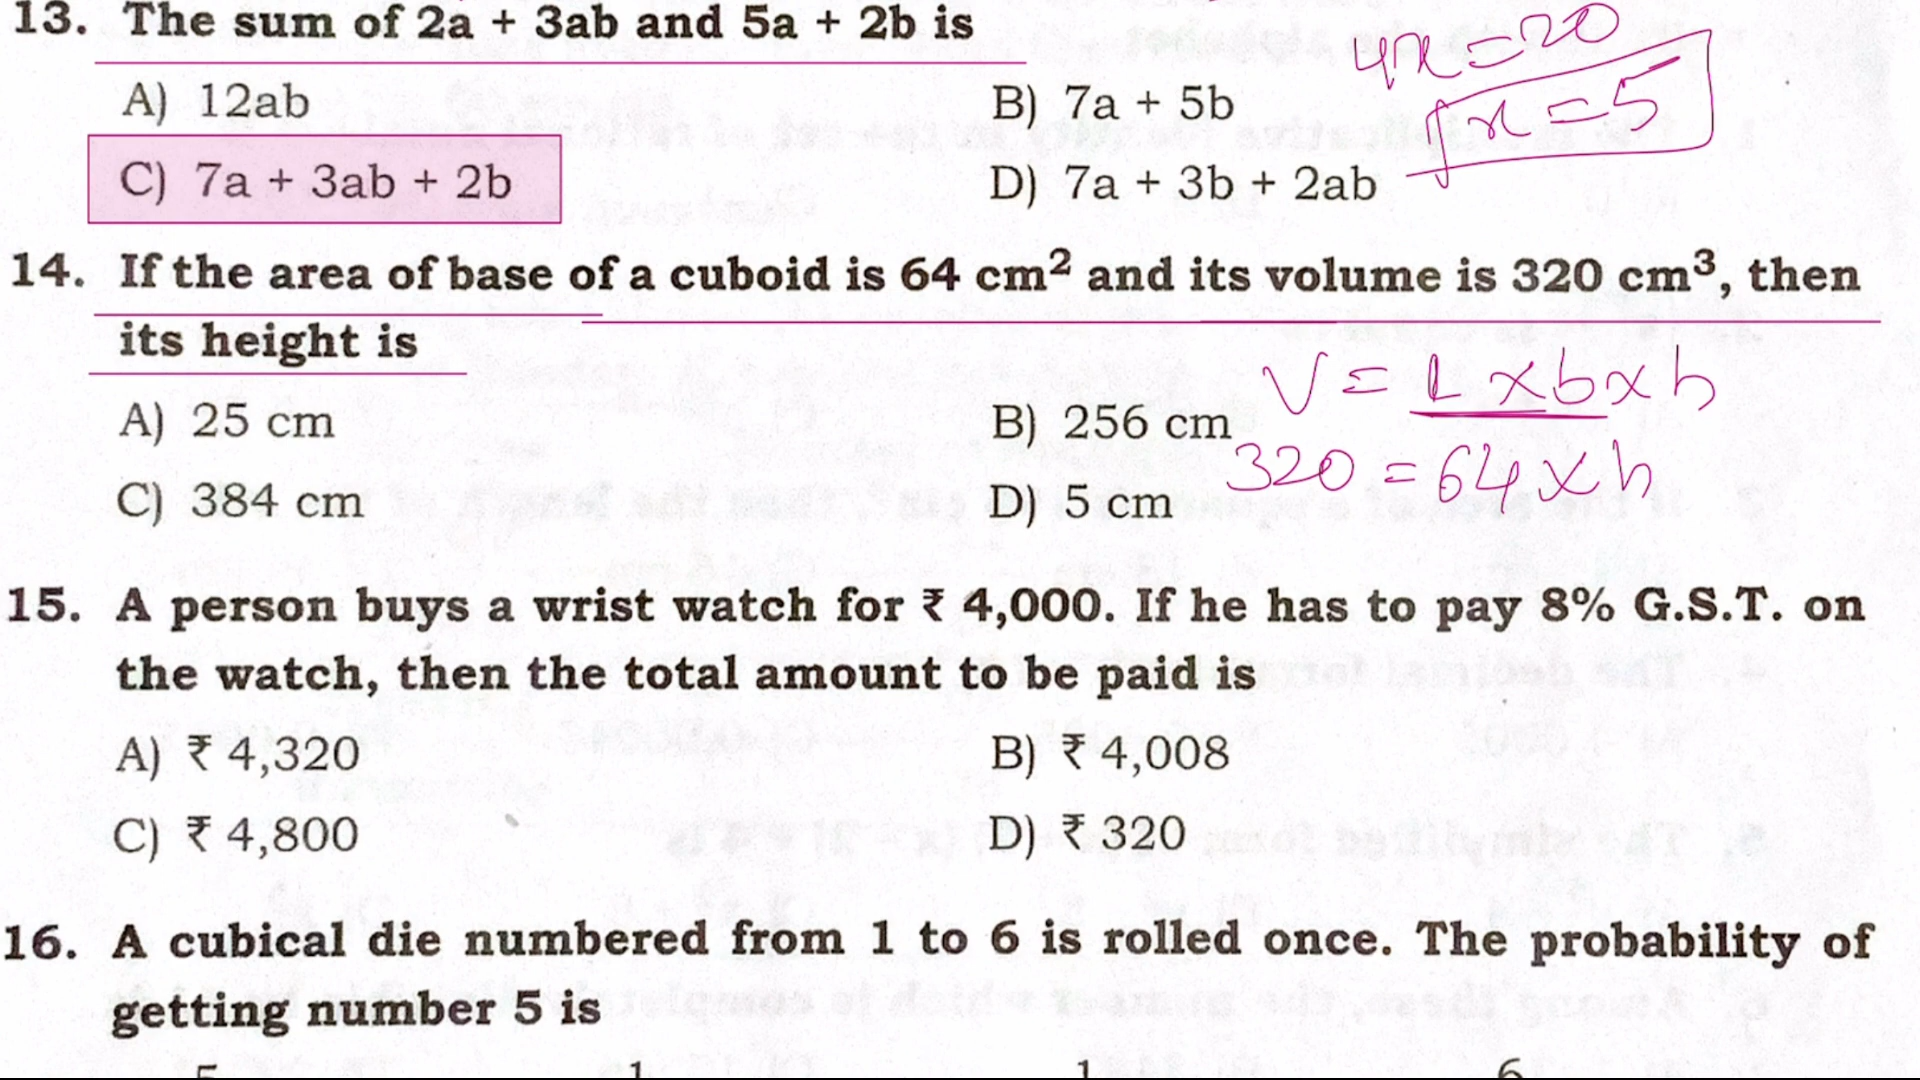 13. The sum of 2a + 3ab and 5a + 2b is
4x = 20
A) 12ab B) 7a + 5b
x = 5
C) 7a + 3ab + 2b D) 7a + 3b + 2ab
14. If the area of base of a cuboid is 64 cm² and its volume is 320 cm³, then
its height is
V = l × b × h
A) 25 cm B) 256 cm
320 = 64 × h
C) 384 cm D) 5 cm
15. A person buys a wrist watch for ₹ 4,000. If he has to pay 8% G.S.T. on
the watch, then the total amount to be paid is
A) ₹ 4,320 B) ₹ 4,008
C) ₹ 4,800 D) ₹ 320
16. A cubical die numbered from 1 to 6 is rolled once. The probability of
getting number 5 is